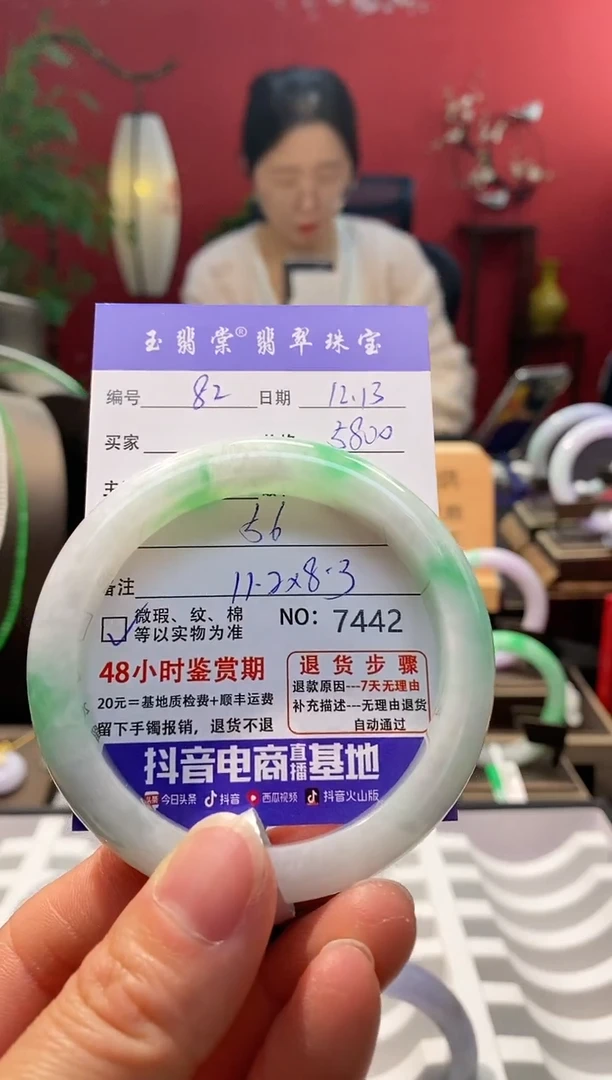 玉翡棠®翡翠珠宝
编号 82 日期 12.13
买家 5800
56
备注 11.2x8.3
微瑕、纹、棉
等以实物为准
NO: 7442
48小时鉴赏期
20元=基地质检费+顺丰运费
留下手镯报销，退货不退
退货步骤
退款原因---7天无理由
补充描述---无理由退货
自动通过
抖音电商直播基地
头条 今日头条 抖音 西瓜视频 抖音火山版